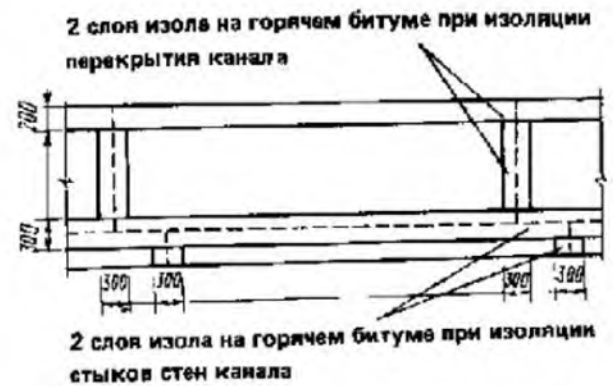 2 слоя изола на горячем битуме при изоляции
перекрытия канала
200
300
300
300
300
300
2 слоя изола на горячем битуме при изоляции
стыков стен канала